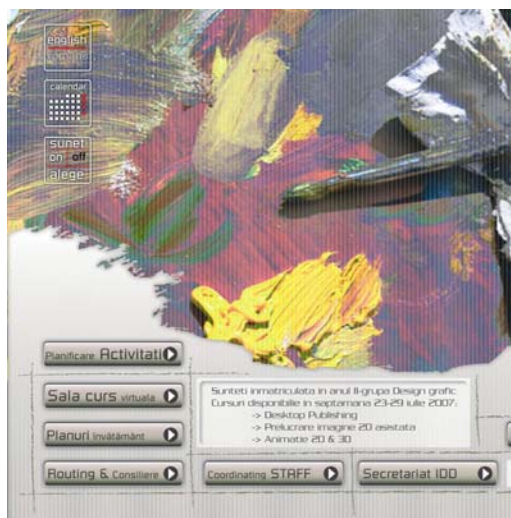 english
calendar
sunet
on off
alege
Planificare Activitati
Sala curs virtuala
Sunteti inmatriculata in anul II-grupa Design grafic
Cursuri disponibilie in saptamana 23-29 iulie 2007:
-> Desktop Publishing
-> Prelucrare imagine 2D asistata
-> Animatie 2D & 3D
Planuri învătământ
Routing & Consiliere
Coordinating STAFF
Secretariat IDD